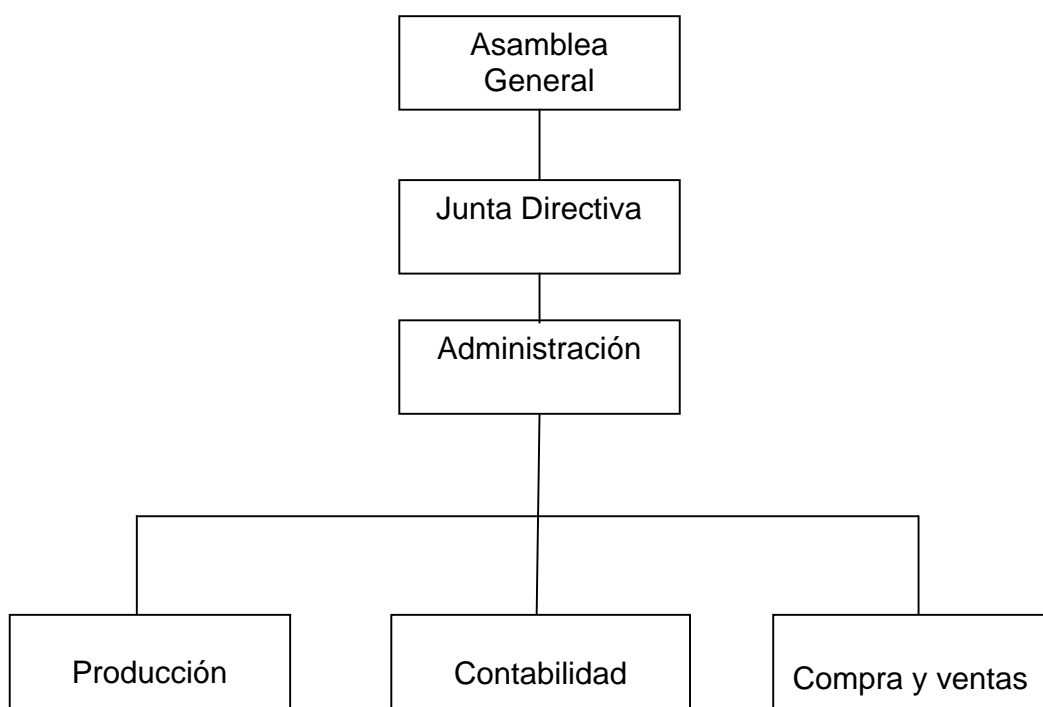 Asamblea
General
Junta Directiva
Administración
Producción
Contabilidad
Compra y ventas